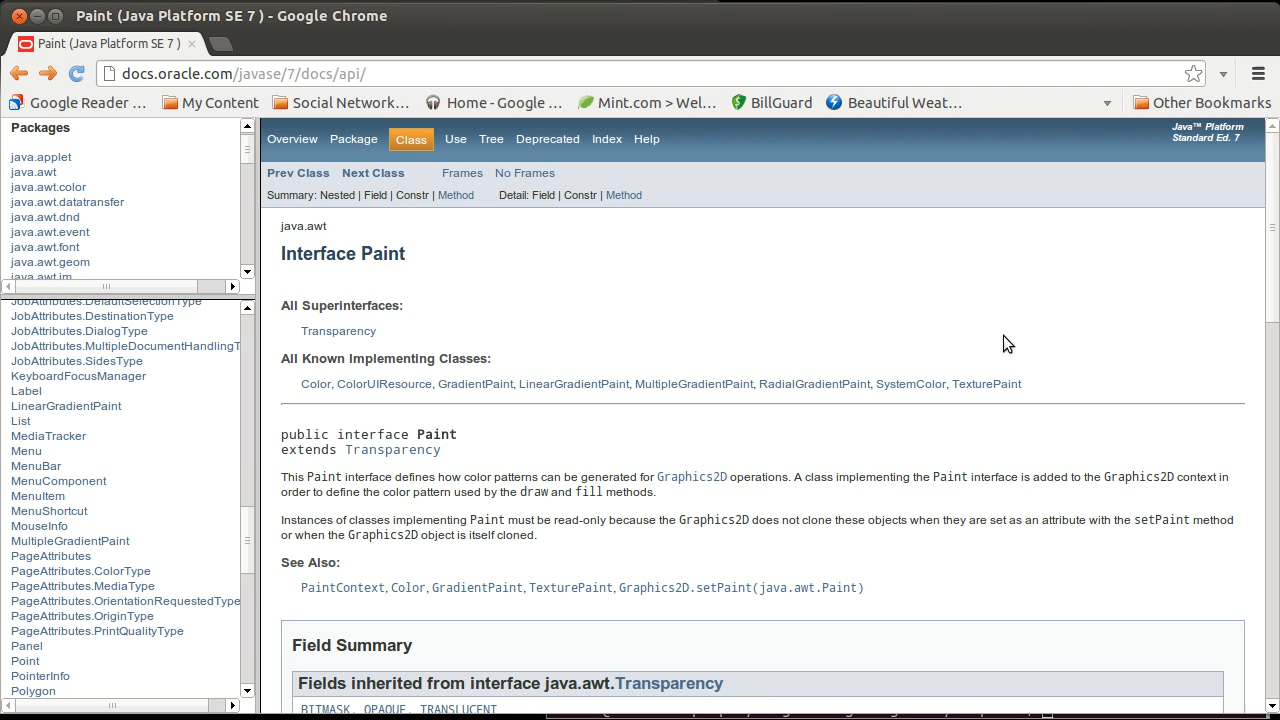 Paint (Java Platform SE 7 ) - Google Chrome
Paint (Java Platform SE 7 )
docs.oracle.com/javase/7/docs/api/
Google Reader ... My Content Social Network... Home - Google ... Mint.com > Wel... BillGuard Beautiful Weat... Other Bookmarks
Packages
java.applet
java.awt
java.awt.color
java.awt.datatransfer
java.awt.dnd
java.awt.event
java.awt.font
java.awt.geom
java.awt.im
JobAttributes.DefaultSelectionType
JobAttributes.DestinationType
JobAttributes.DialogType
JobAttributes.MultipleDocumentHandlingT
JobAttributes.SidesType
KeyboardFocusManager
Label
LinearGradientPaint
List
MediaTracker
Menu
MenuBar
MenuComponent
MenuItem
MenuShortcut
MouseInfo
MultipleGradientPaint
PageAttributes
PageAttributes.ColorType
PageAttributes.MediaType
PageAttributes.OrientationRequestedType
PageAttributes.OriginType
PageAttributes.PrintQualityType
Panel
Point
PointerInfo
Polygon
Overview Package Class Use Tree Deprecated Index Help
Java™ Platform
Standard Ed. 7
Prev Class Next Class Frames No Frames
Summary: Nested | Field | Constr | Method Detail: Field | Constr | Method
java.awt
Interface Paint
All Superinterfaces:
Transparency
All Known Implementing Classes:
Color, ColorUIResource, GradientPaint, LinearGradientPaint, MultipleGradientPaint, RadialGradientPaint, SystemColor, TexturePaint
public interface Paint
extends Transparency
This Paint interface defines how color patterns can be generated for Graphics2D operations. A class implementing the Paint interface is added to the Graphics2D context in
order to define the color pattern used by the draw and fill methods.
Instances of classes implementing Paint must be read-only because the Graphics2D does not clone these objects when they are set as an attribute with the setPaint method
or when the Graphics2D object is itself cloned.
See Also:
PaintContext, Color, GradientPaint, TexturePaint, Graphics2D.setPaint(java.awt.Paint)
Field Summary
Fields inherited from interface java.awt.Transparency
BITMASK, OPAQUE, TRANSLUCENT